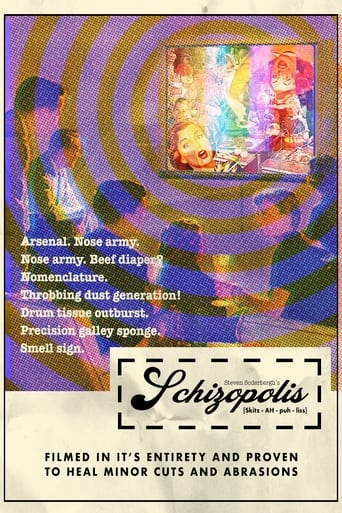 Arsenal. Nose army.
Nose army. Beef diaper?
Nomenclature.
Throbbing dust generation!
Drum tissue outburst.
Precision galley sponge.
Smell sign.
Steven Soderbergh's
Schizopolis
[Skitz - AH - puh - liss]
FILMED IN IT'S ENTIRETY AND PROVEN
TO HEAL MINOR CUTS AND ABRASIONS